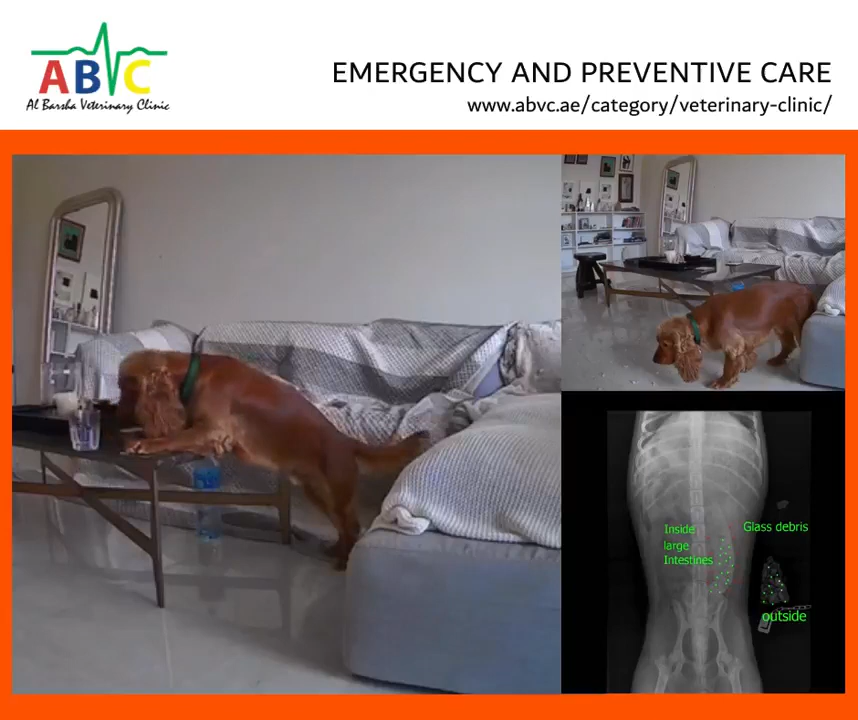 ABVC
Al Barsha Veterinary Clinic
EMERGENCY AND PREVENTIVE CARE
www.abvc.ae/category/veterinary-clinic/
Inside
large
Intestines
Glass debris
outside